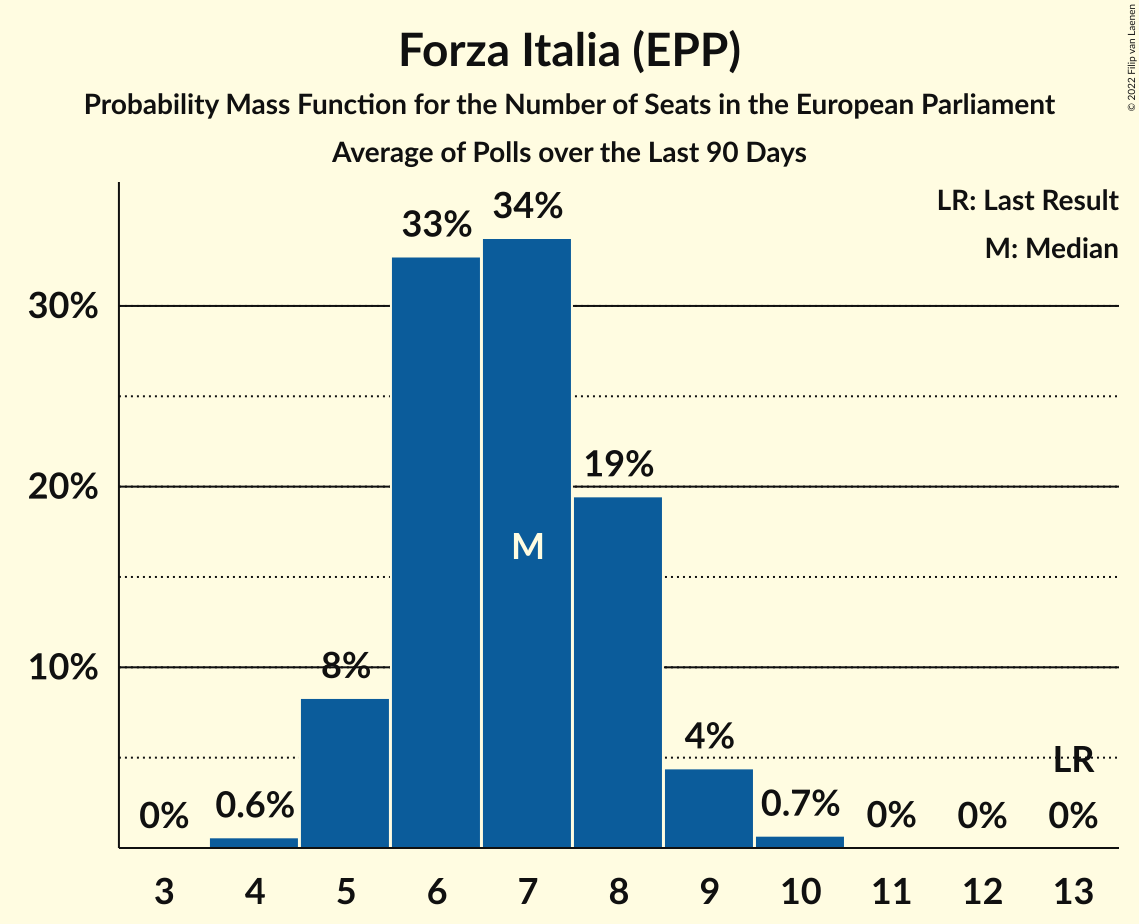 Forza Italia (EPP)
Probability Mass Function for the Number of Seats in the European Parliament
Average of Polls over the Last 90 Days
© 2022 Filip van Laenen
LR: Last Result
M: Median
34%
33%
30%
19%
20%
M
8%
10%
4%
LR
0%
0.6%
0.7%
0%
0%
0%
3 4 5 6 7 8 9 10 11 12 13